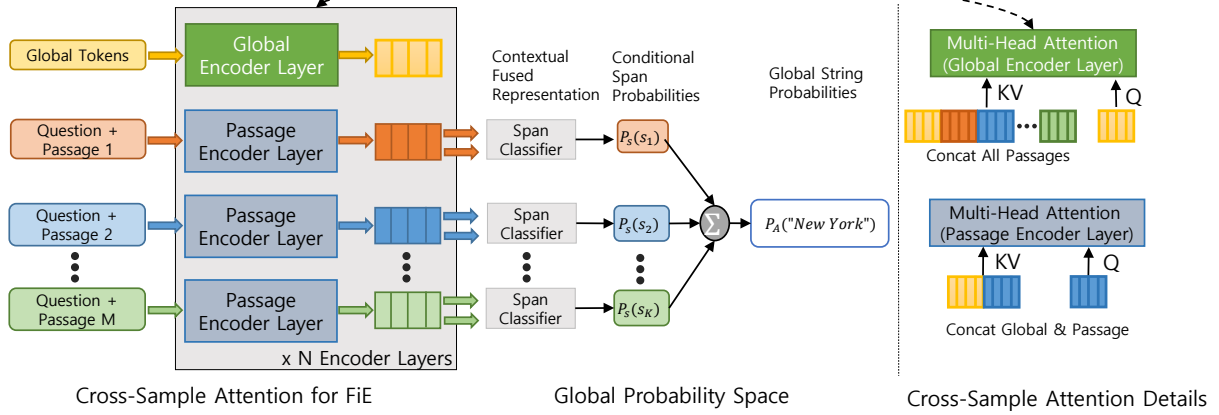 Global Tokens
Global
Encoder Layer
Contextual
Fused
Representation
Conditional
Span
Probabilities
Global String
Probabilities
Question +
Passage 1
Passage
Encoder Layer
Span
Classifier
P_s(s_1)
Question +
Passage 2
Passage
Encoder Layer
Span
Classifier
P_s(s_2)
Σ
P_A("New York")
Question +
Passage M
Passage
Encoder Layer
Span
Classifier
P_s(s_K)
x N Encoder Layers
Cross-Sample Attention for FiE
Global Probability Space
Multi-Head Attention
(Global Encoder Layer)
KV
Q
Concat All Passages
Multi-Head Attention
(Passage Encoder Layer)
KV
Q
Concat Global & Passage
Cross-Sample Attention Details